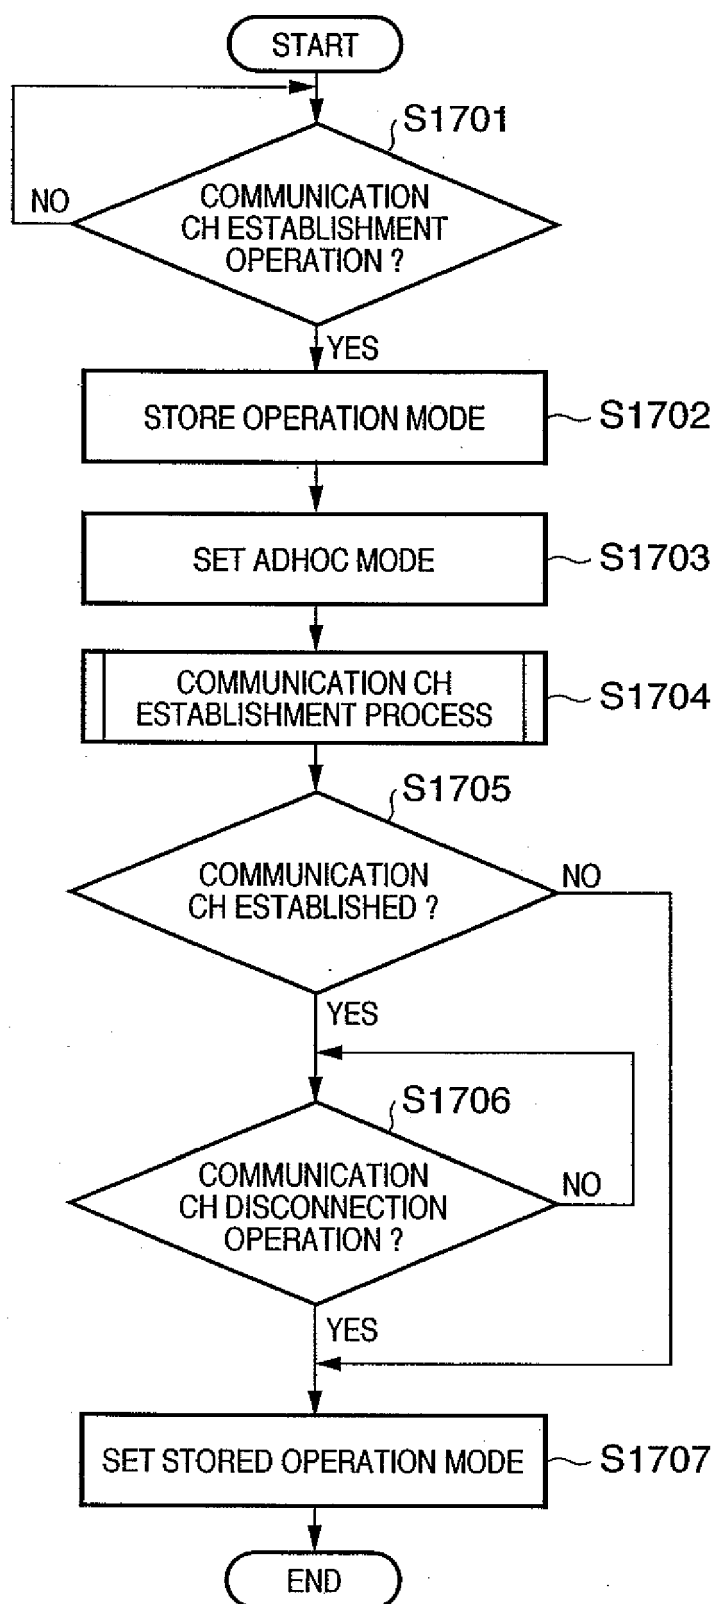 START
S1701
COMMUNICATION
CH ESTABLISHMENT
OPERATION ?
NO
YES
STORE OPERATION MODE
S1702
SET ADHOC MODE
S1703
COMMUNICATION CH
ESTABLISHMENT PROCESS
S1704
S1705
COMMUNICATION
CH ESTABLISHED ?
NO
YES
S1706
COMMUNICATION
CH DISCONNECTION
OPERATION ?
NO
YES
SET STORED OPERATION MODE
S1707
END